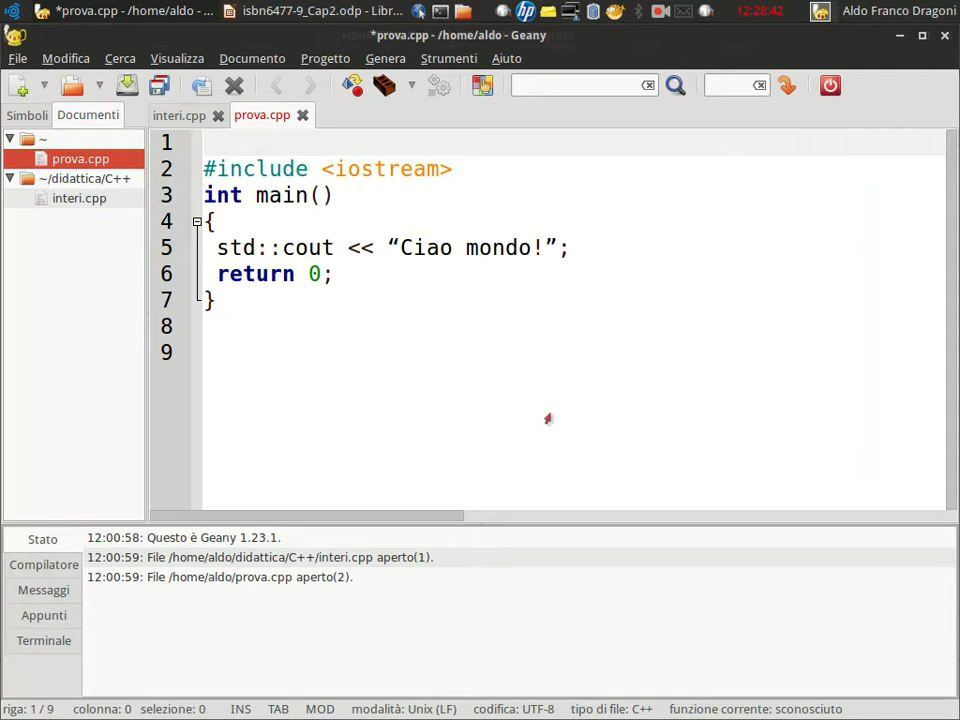 *prova.cpp - /home/aldo - ...
isbn6477-9_Cap2.odp - Libr...
12:28:42
Aldo Franco Dragoni
*prova.cpp - /home/aldo - Geany
File Modifica Cerca Visualizza Documento Progetto Genera Strumenti Aiuto
Simboli Documenti
interi.cpp prova.cpp
~
prova.cpp
~/didattica/C++
interi.cpp
1
2 #include <iostream>
3 int main()
4 {
5 std::cout << “Ciao mondo!”;
6 return 0;
7 }
8
9
Stato
Compilatore
Messaggi
Appunti
Terminale
12:00:58: Questo è Geany 1.23.1.
12:00:59: File /home/aldo/didattica/C++/interi.cpp aperto(1).
12:00:59: File /home/aldo/prova.cpp aperto(2).
riga: 1 / 9 colonna: 0 selezione: 0 INS TAB MOD modalità: Unix (LF) codifica: UTF-8 tipo di file: C++ funzione corrente: sconosciuto